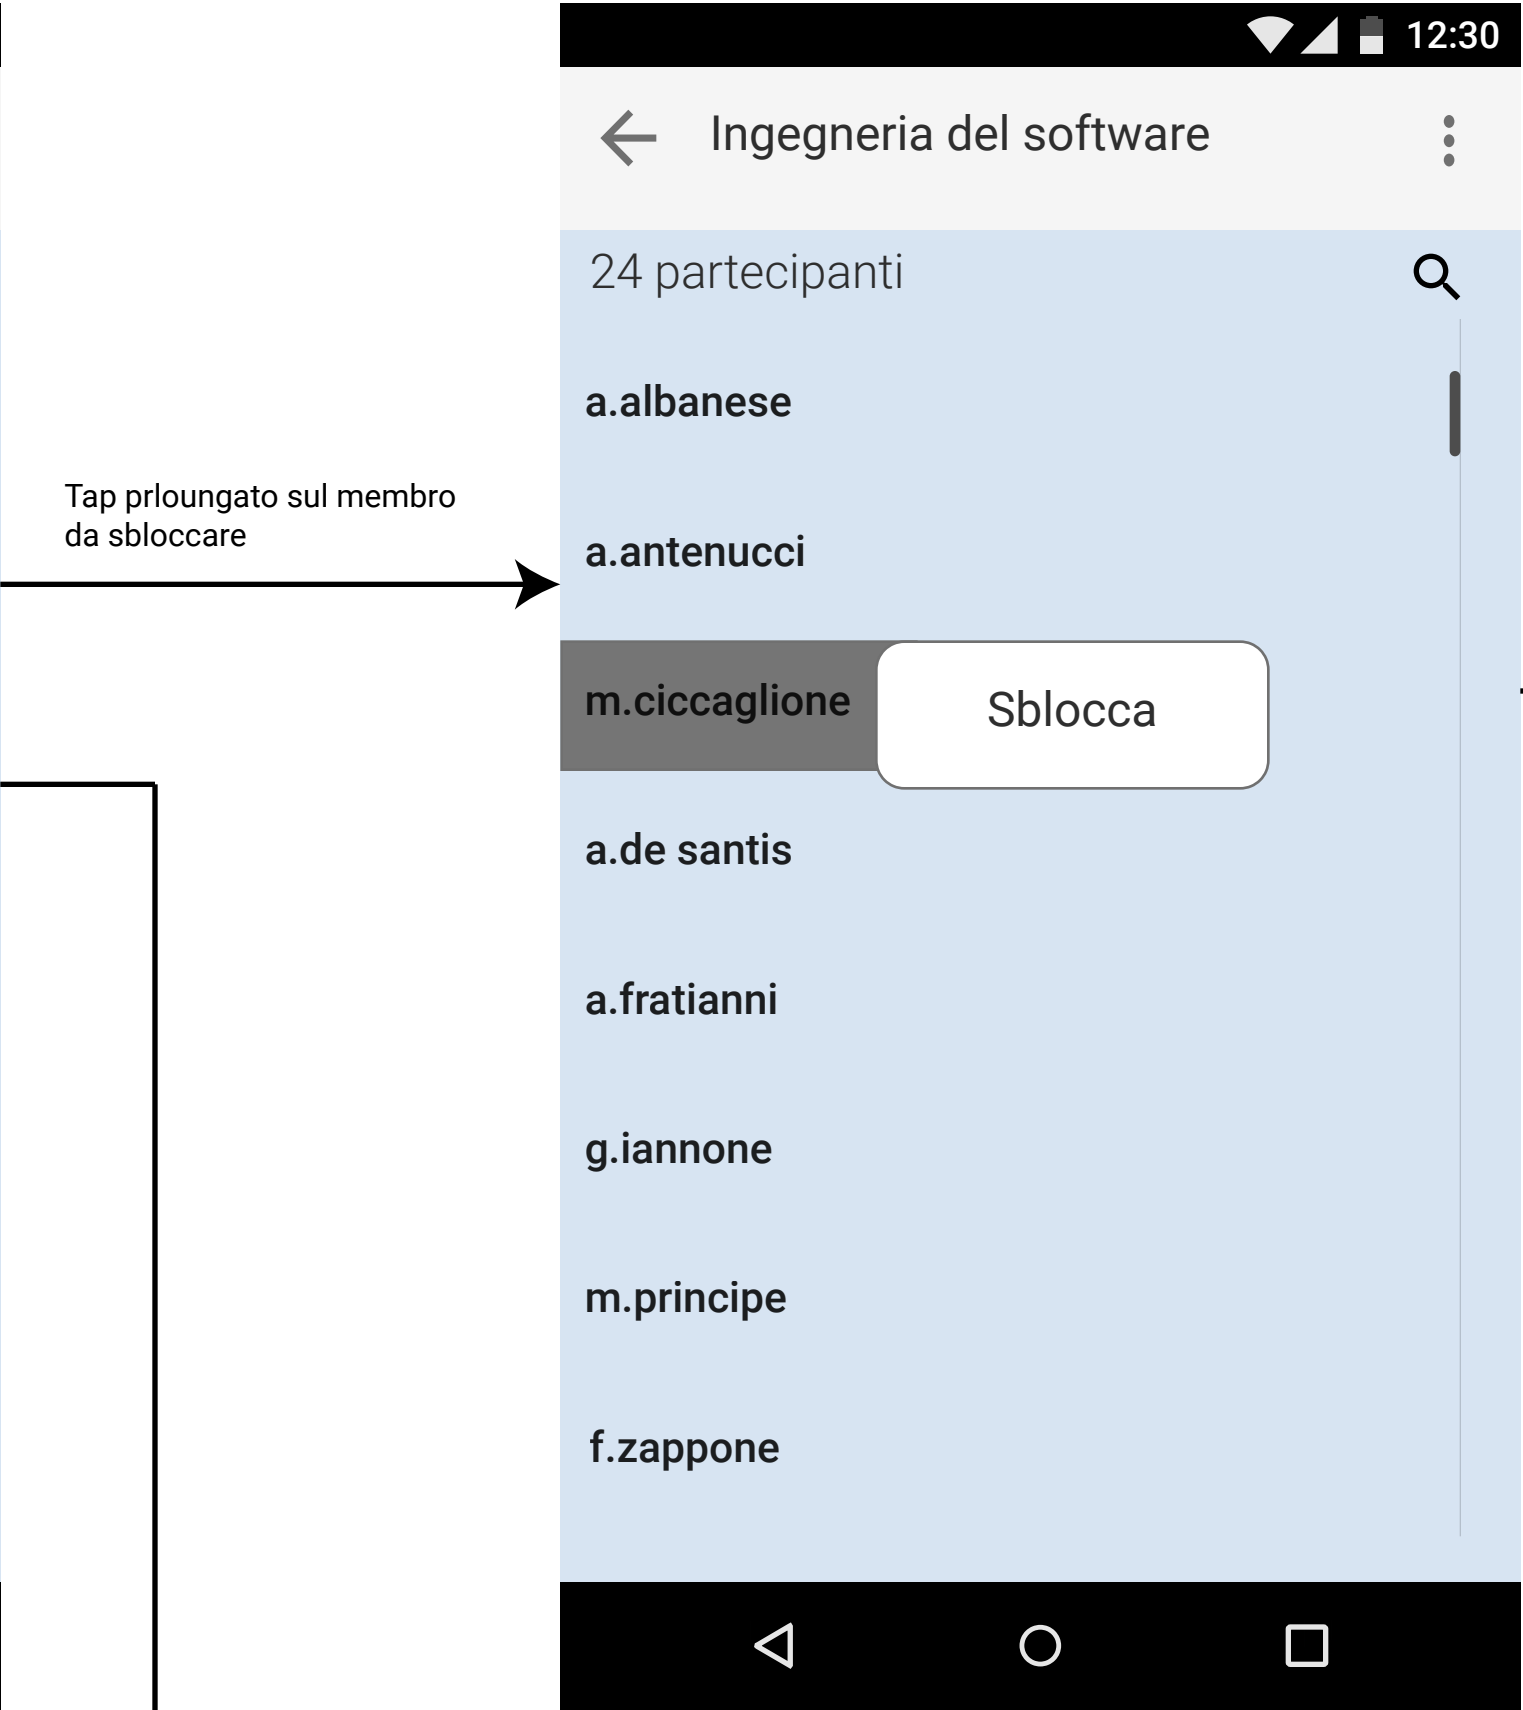 Tap prloungato sul membro
da sbloccare
12:30
Ingegneria del software
24 partecipanti
a.albanese
a.antenucci
m.ciccaglione
Sblocca
a.de santis
a.fratianni
g.iannone
m.principe
f.zappone